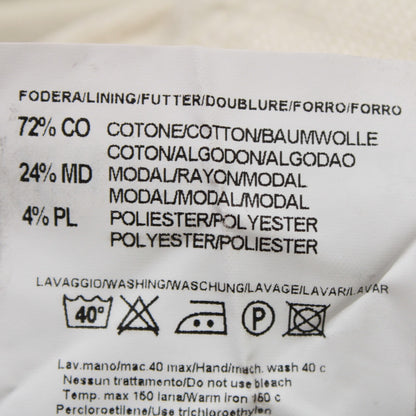 FODERA/LINING/FUTTER/DOUBLURE/FORRO/FORRO
72% CO COTONE/COTTON/BAUMWOLLE
COTON/ALGODON/ALGODAO
24% MD MODAL/RAYON/MODAL
MODAL/MODAL/MODAL
4% PL POLIESTER/POLYESTER
POLYESTER/POLIESTER
LAVAGGIO/WASHING/WASCHUNG/LAVAGE/LAVAR/LAVAR
40° P
Lav.mano/mac.40 max/Hand/mach. wash 40 c
Nessun trattamento/Do not use bleach
Temp. max 150 lana/Warm iron 150 c
Percloroetilene/Use trichloroethylen